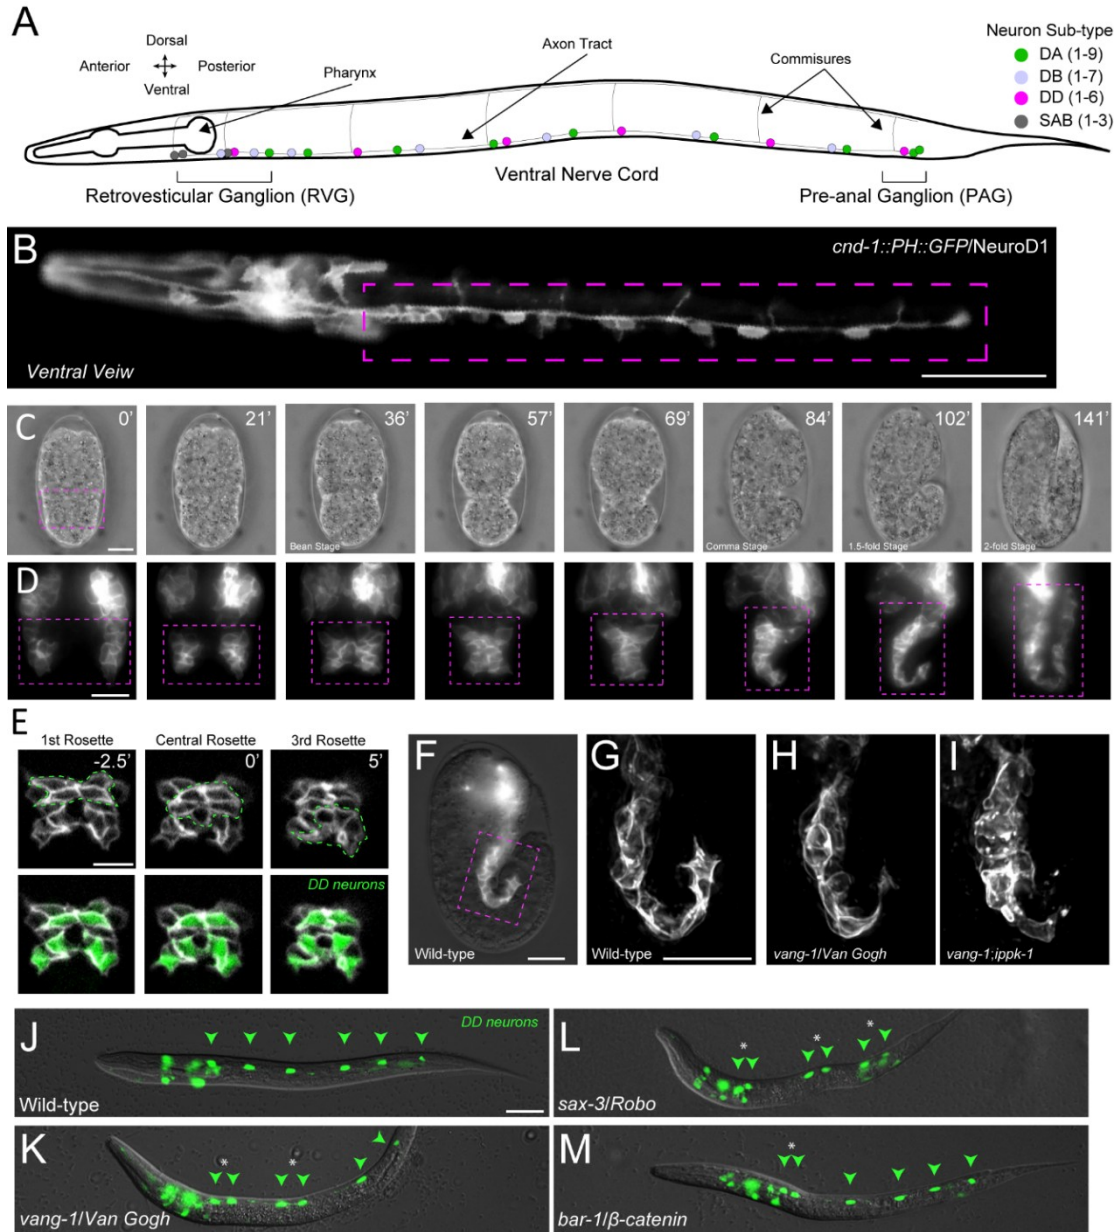 A
Dorsal
Anterior
Posterior
Ventral
Pharynx
Axon Tract
Commisures
Neuron Sub-type
DA (1-9)
DB (1-7)
DD (1-6)
SAB (1-3)
Retrovesticular Ganglion (RVG)
Ventral Nerve Cord
Pre-anal Ganglion (PAG)
B
cnd-1::PH::GFP/NeuroD1
Ventral Veiw
C
0'
21'
36'
57'
69'
84'
102'
141'
Bean Stage
Comma Stage
1.5-fold Stage
2-fold Stage
D
E
1st Rosette
Central Rosette
3rd Rosette
-2.5'
0'
5'
DD neurons
F
Wild-type
G
Wild-type
H
vang-1/Van Gogh
I
vang-1;ippk-1
J
DD neurons
Wild-type
L
*
*
*
sax-3/Robo
K
*
*
vang-1/Van Gogh
M
*
bar-1/β-catenin